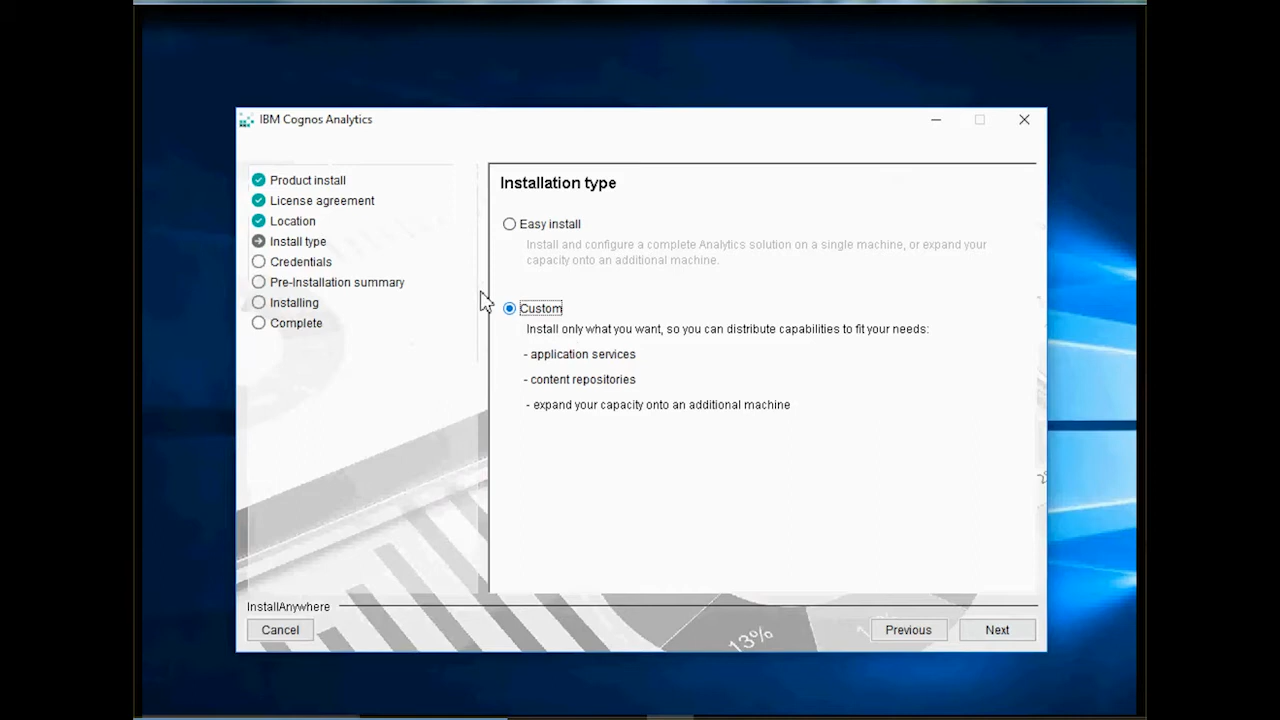 IBM Cognos Analytics
Product install
License agreement
Location
Install type
Credentials
Pre-Installation summary
Installing
Complete
Installation type
Easy install
Install and configure a complete Analytics solution on a single machine, or expand your
capacity onto an additional machine.
Custom
Install only what you want, so you can distribute capabilities to fit your needs:
- application services
- content repositories
- expand your capacity onto an additional machine
InstallAnywhere
13%
Cancel
Previous
Next